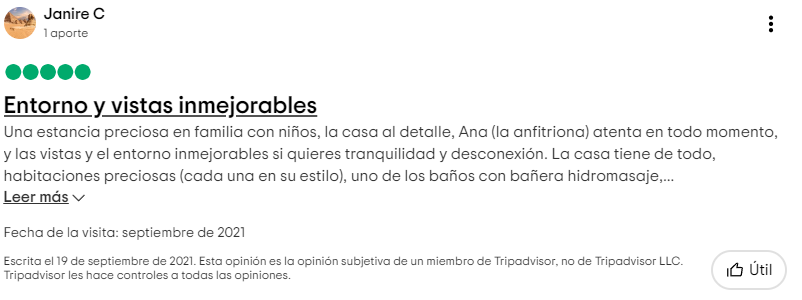 Janire C
1 aporte
Entorno y vistas inmejorables
Una estancia preciosa en familia con niños, la casa al detalle, Ana (la anfitriona) atenta en todo momento,
y las vistas y el entorno inmejorables si quieres tranquilidad y desconexión. La casa tiene de todo,
habitaciones preciosas (cada una en su estilo), uno de los baños con bañera hidromasaje,...
Leer más
Fecha de la visita: septiembre de 2021
Escrita el 19 de septiembre de 2021. Esta opinión es la opinión subjetiva de un miembro de Tripadvisor, no de Tripadvisor LLC.
Tripadvisor les hace controles a todas las opiniones.
Útil